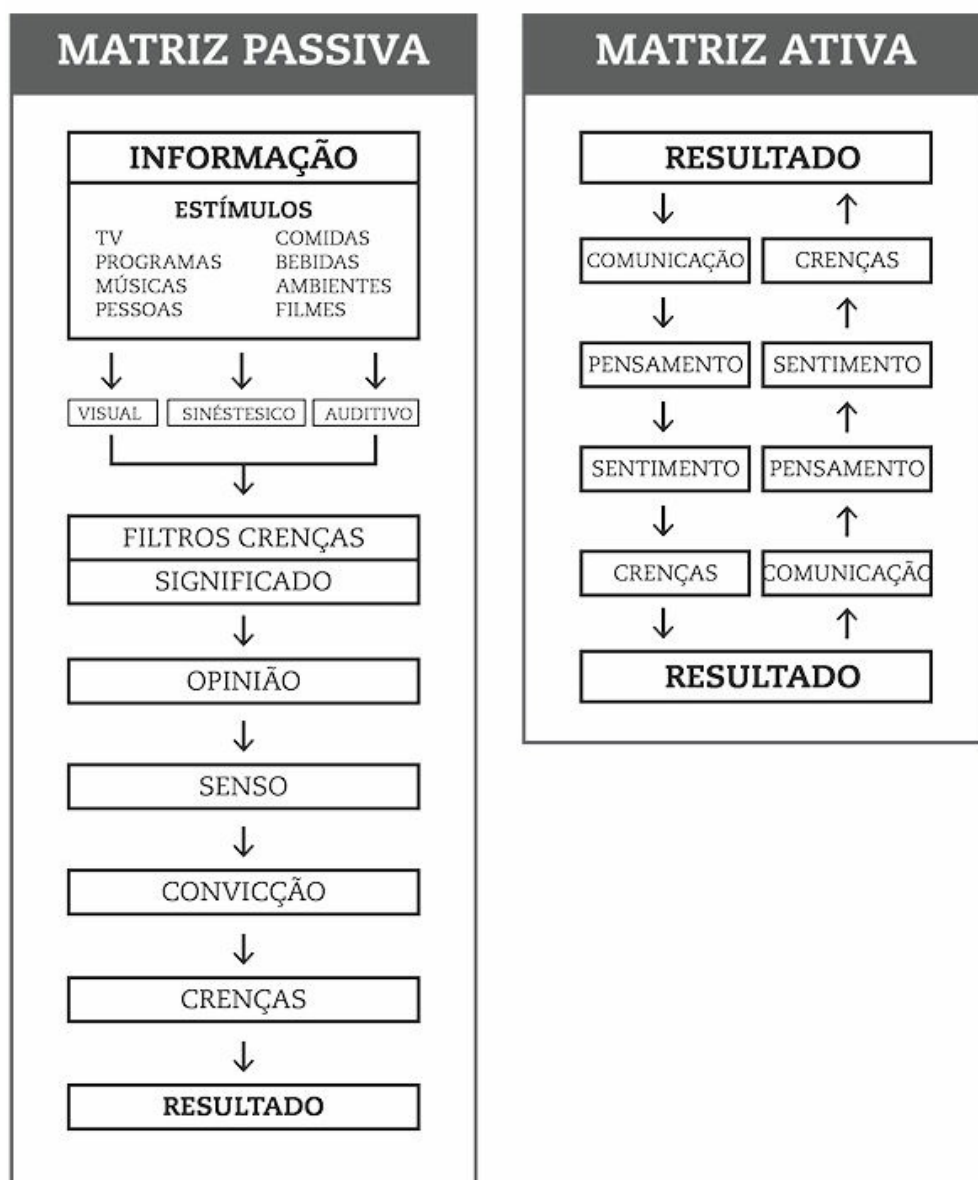 MATRIZ PASSIVA
INFORMAÇÃO
ESTÍMULOS
TV
PROGRAMAS
MÚSICAS
PESSOAS
COMIDAS
BEBIDAS
AMBIENTES
FILMES
VISUAL
SINÉSTESICO
AUDITIVO
FILTROS CRENÇAS
SIGNIFICADO
OPINIÃO
SENSO
CONVICÇÃO
CRENÇAS
RESULTADO
MATRIZ ATIVA
RESULTADO
COMUNICAÇÃO
CRENÇAS
PENSAMENTO
SENTIMENTO
SENTIMENTO
PENSAMENTO
CRENÇAS
COMUNICAÇÃO
RESULTADO